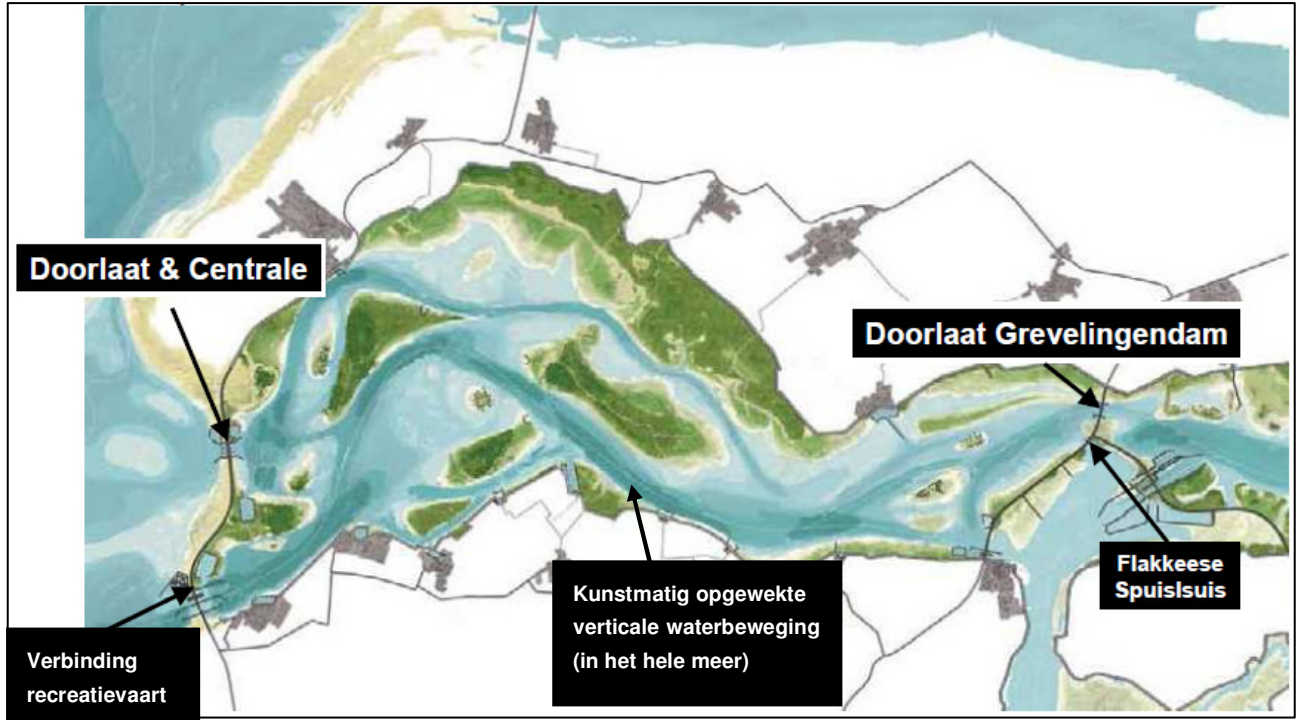 Doorlaat & Centrale
Doorlaat Grevelingendam
Flakkeese
Spuislsuis
Kunstmatig opgewekte
verticale waterbeweging
(in het hele meer)
Verbinding
recreatievaart